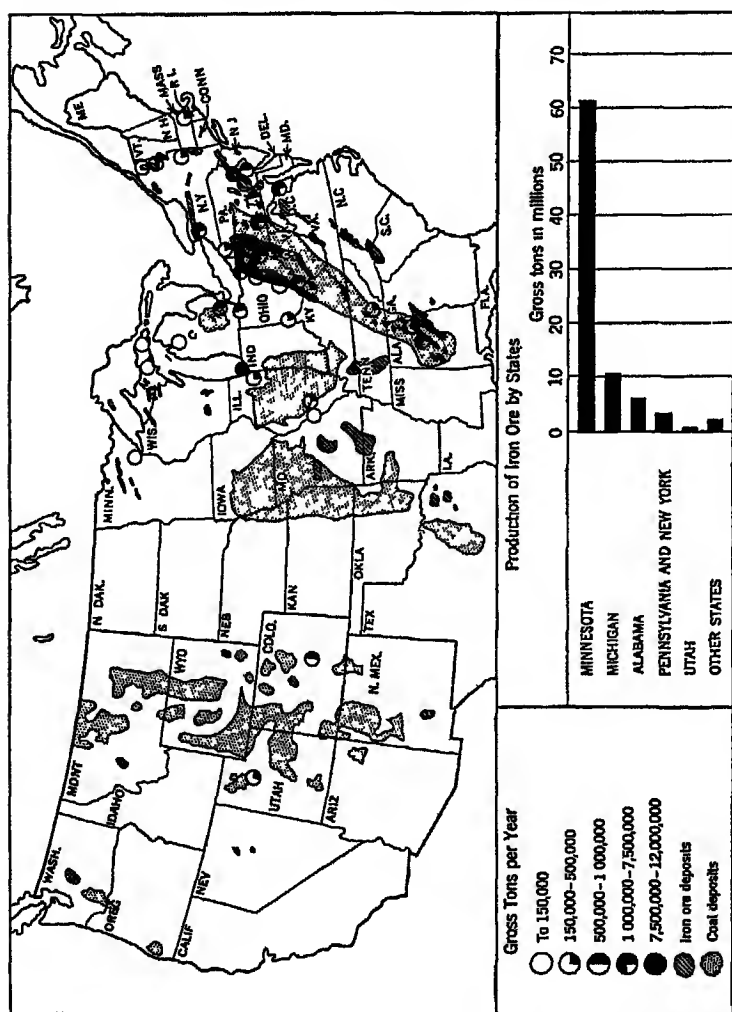 WASH.
OREG
CALIF
NEV
IDAHO
MONT
WYO
UTAH
ARIZ
COLO.
N. MEX.
N DAK.
S DAK
NEB
KAN
OKLA
TEX
MINN.
IOWA
MO.
ARK.
LA.
WIS.
ILL
IND
OHIO
KY
TENN
MISS
ALA
GA.
FLA.
S.C.
N.C
VA.
PA.
N.Y
VT.
N H
ME
MASS
R I.
CONN
N J
DEL.
MD.
Gross Tons per Year
To 150,000
150,000–500,000
500,000–1 000,000
1 000,000–7,500,000
7,500,000–12,000,000
Iron ore deposits
Coal deposits
Production of Iron Ore by States
Gross tons in millions
0 10 20 30 40 50 60 70
MINNESOTA
MICHIGAN
ALABAMA
PENNSYLVANIA AND NEW YORK
UTAH
OTHER STATES